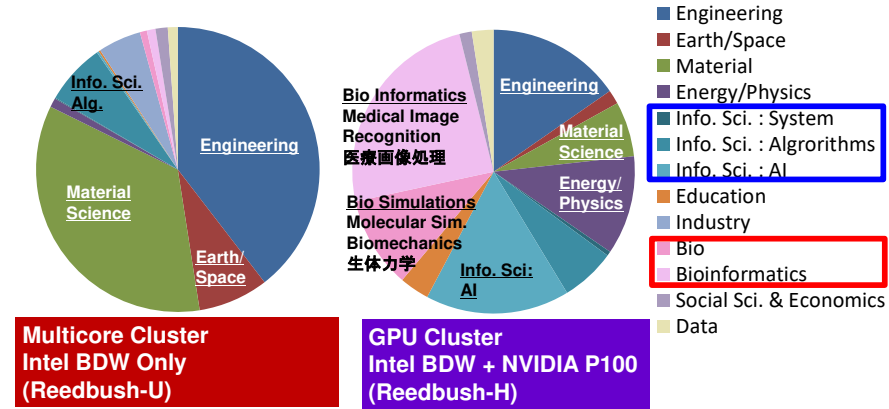 Info. Sci.
Alg.
Engineering
Material
Science
Earth/
Space
Multicore Cluster
Intel BDW Only
(Reedbush-U)
Bio Informatics
Medical Image
Recognition
医療画像処理
Bio Simulations
Molecular Sim.
Biomechanics
生体力学
Engineering
Material
Science
Energy/
Physics
Info. Sci:
AI
GPU Cluster
Intel BDW + NVIDIA P100
(Reedbush-H)
Engineering
Earth/Space
Material
Energy/Physics
Info. Sci. : System
Info. Sci. : Algrorithms
Info. Sci. : AI
Education
Industry
Bio
Bioinformatics
Social Sci. & Economics
Data